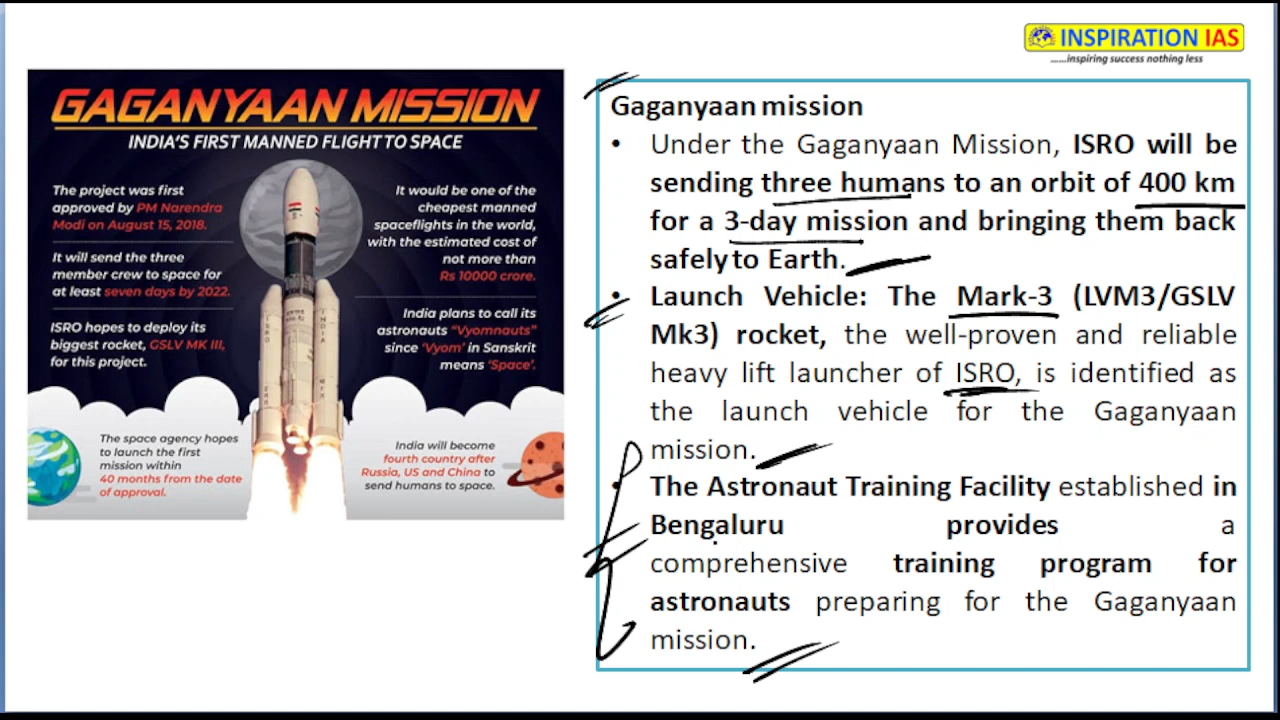 INSPIRATION IAS
......inspiring success nothing less
GAGANYAAN MISSION
INDIA'S FIRST MANNED FLIGHT TO SPACE
The project was first
approved by PM Narendra
Modi on August 15, 2018.
It will send the three
member crew to space for
at least seven days by 2022.
ISRO hopes to deploy its
biggest rocket, GSLV MK III,
for this project.
It would be one of the
cheapest manned
spaceflights in the world,
with the estimated cost of
not more than
Rs 10000 crore.
India plans to call its
astronauts "Vyomnauts"
since 'Vyom' in Sanskrit
means 'Space'.
The space agency hopes
to launch the first
mission within
40 months from the date
of approval.
India will become
fourth country after
Russia, US and China to
send humans to space.
Gaganyaan mission
• Under the Gaganyaan Mission, ISRO will be
sending three humans to an orbit of 400 km
for a 3-day mission and bringing them back
safely to Earth.
• Launch Vehicle: The Mark-3 (LVM3/GSLV
Mk3) rocket, the well-proven and reliable
heavy lift launcher of ISRO, is identified as
the launch vehicle for the Gaganyaan
mission.
• The Astronaut Training Facility established in
Bengaluru provides a
comprehensive training program for
astronauts preparing for the Gaganyaan
mission.